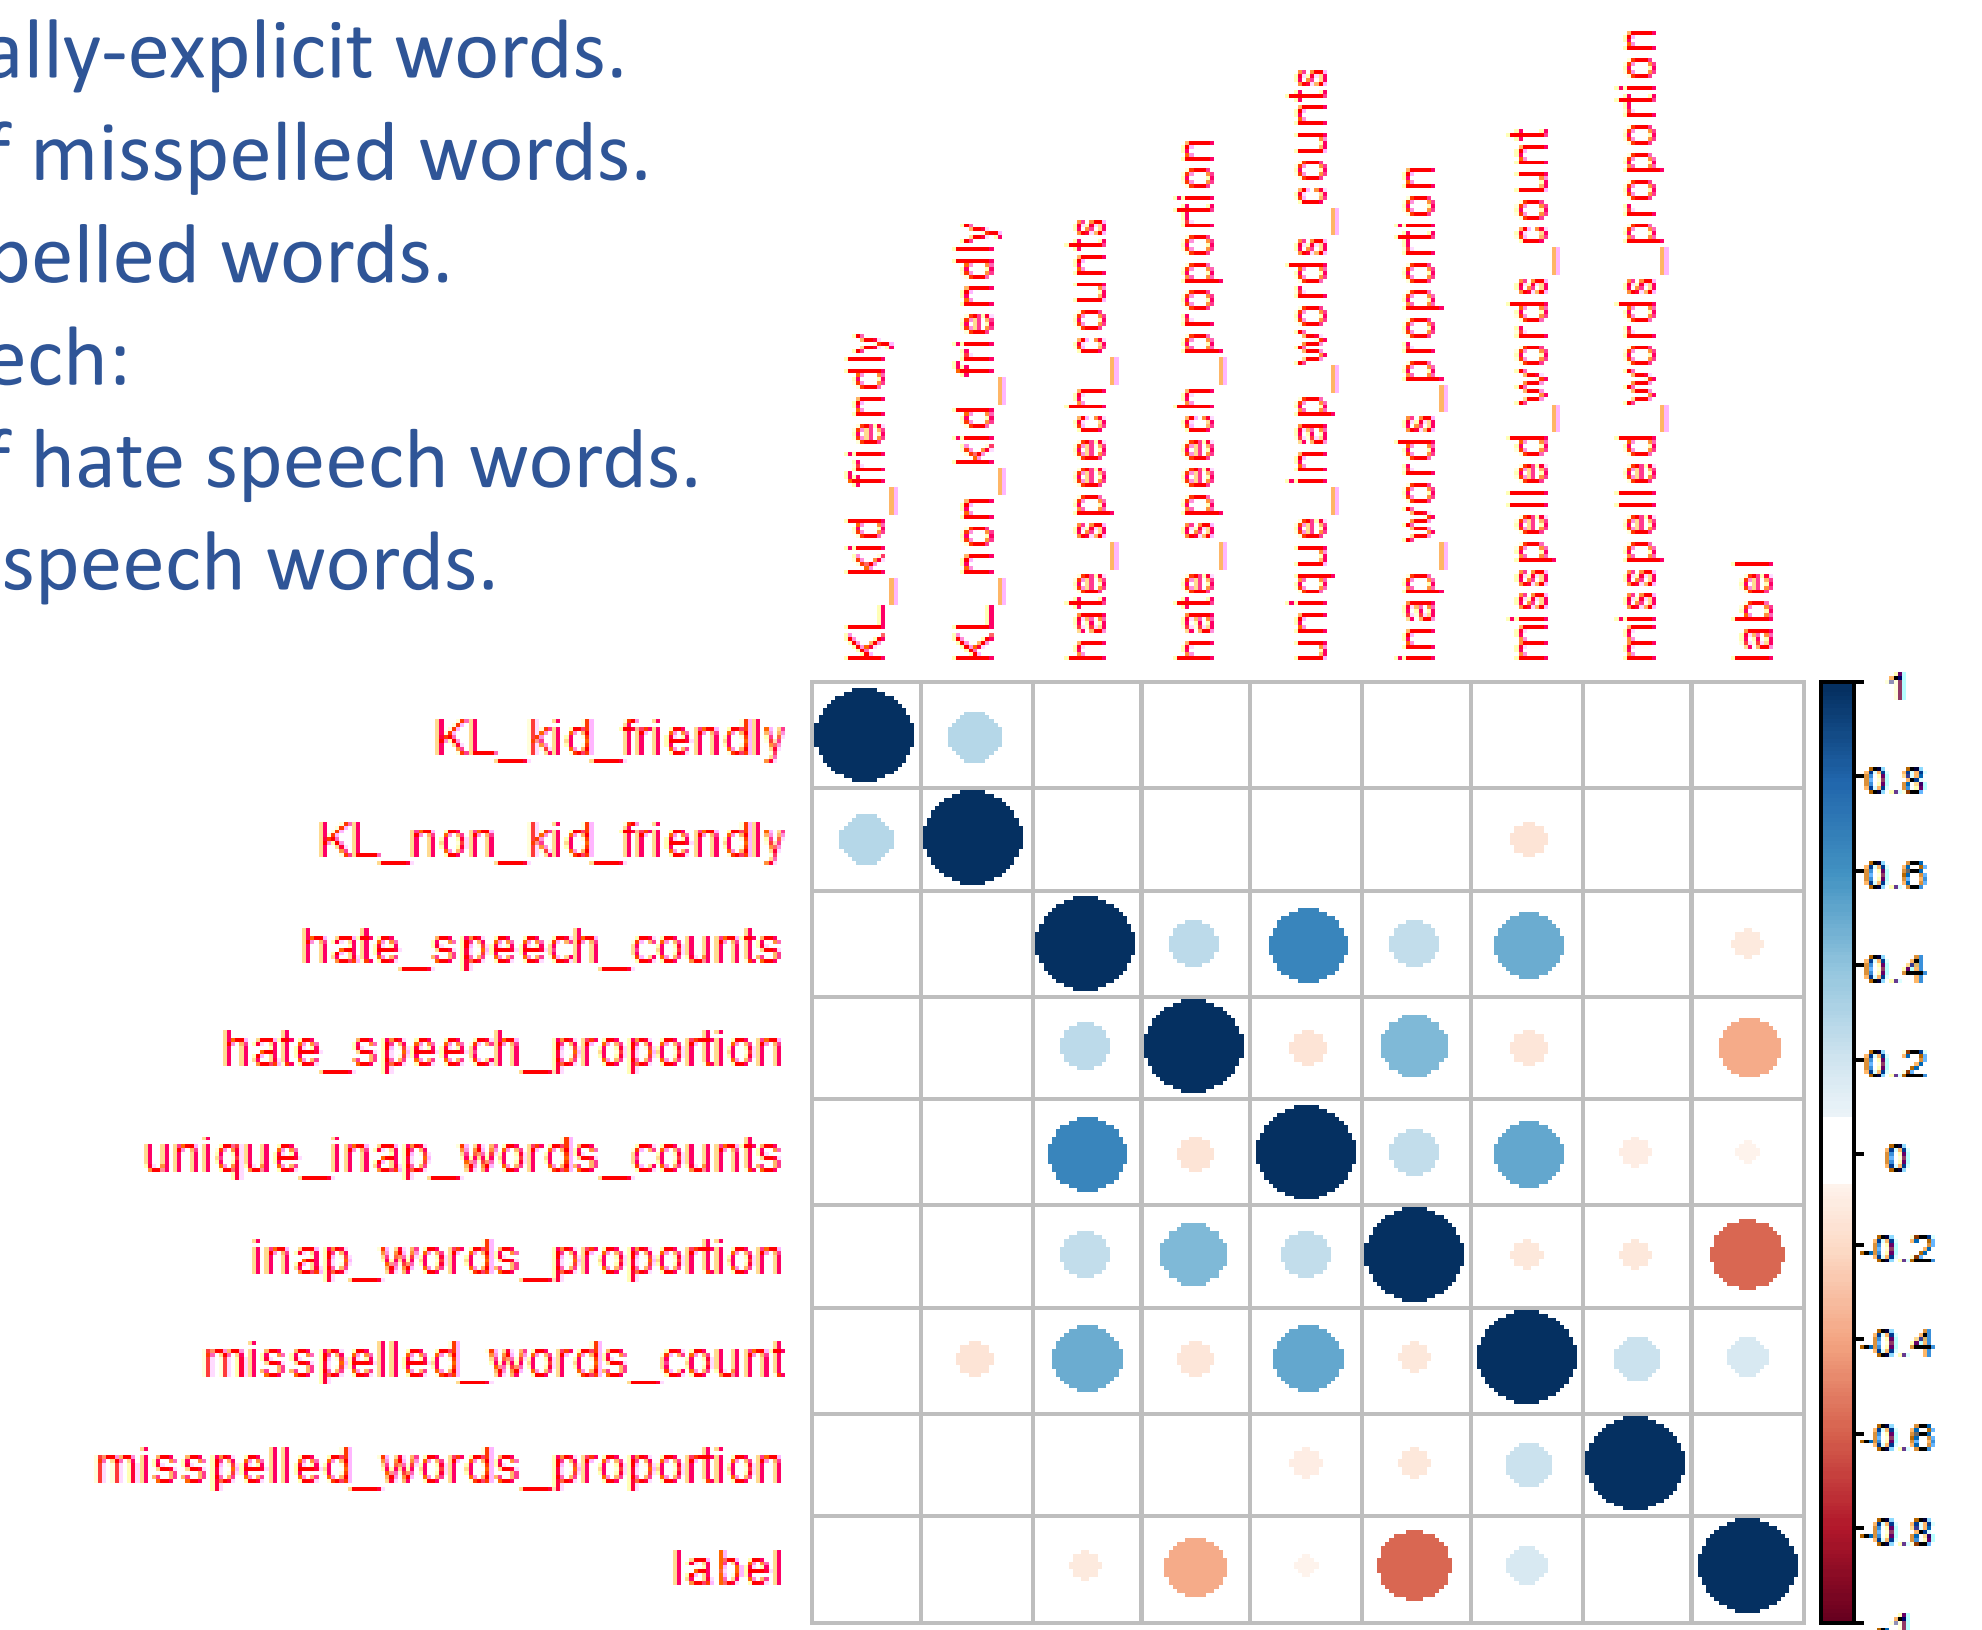 ally-explicit words.
f misspelled words.
pelled words.
ech:
f hate speech words.
speech words.
KL_kid_friendly
KL_non_kid_friendly
hate_speech_counts
hate_speech_proportion
unique_inap_words_counts
inap_words_proportion
misspelled_words_count
misspelled_words_proportion
label
KL_kid_friendly
KL_non_kid_friendly
hate_speech_counts
hate_speech_proportion
unique_inap_words_counts
inap_words_proportion
misspelled_words_count
misspelled_words_proportion
label
1
0.8
0.6
0.4
0.2
0
-0.2
-0.4
-0.6
-0.8
-1